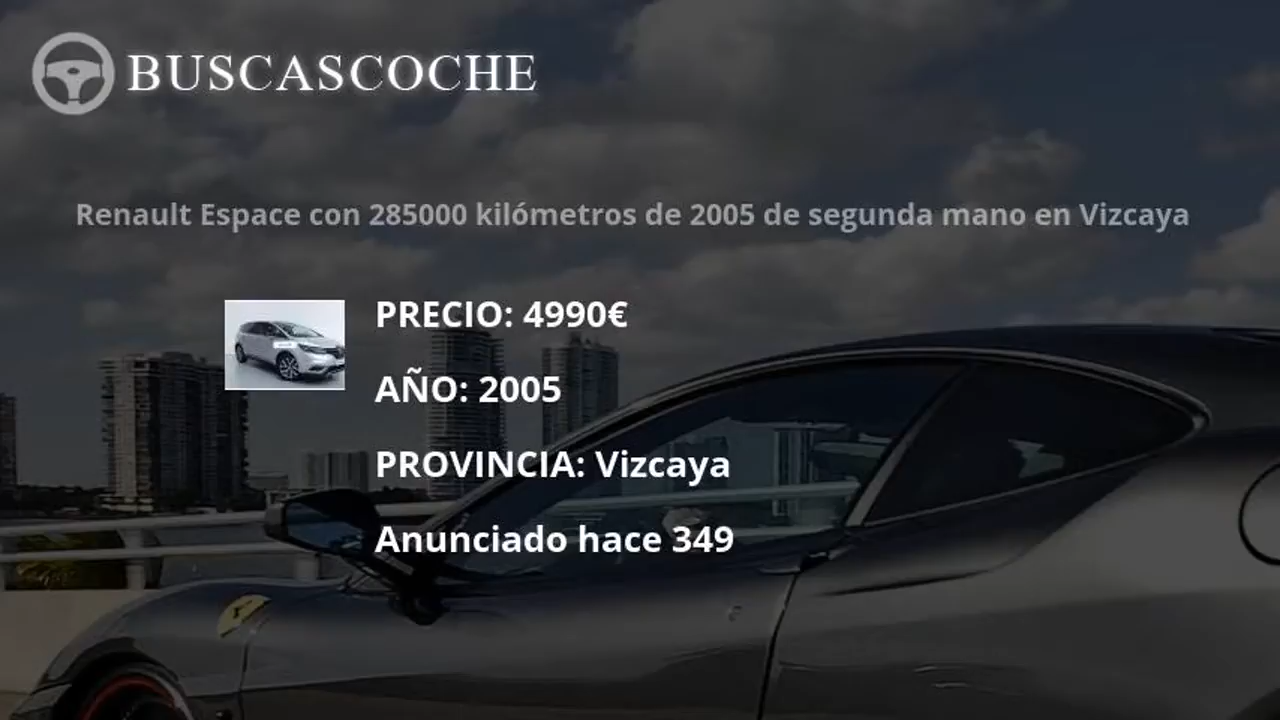 BUSCASCOCHE
Renault Espace con 285000 kilómetros de 2005 de segunda mano en Vizcaya
PRECIO: 4990€
AÑO: 2005
PROVINCIA: Vizcaya
Anunciado hace 349